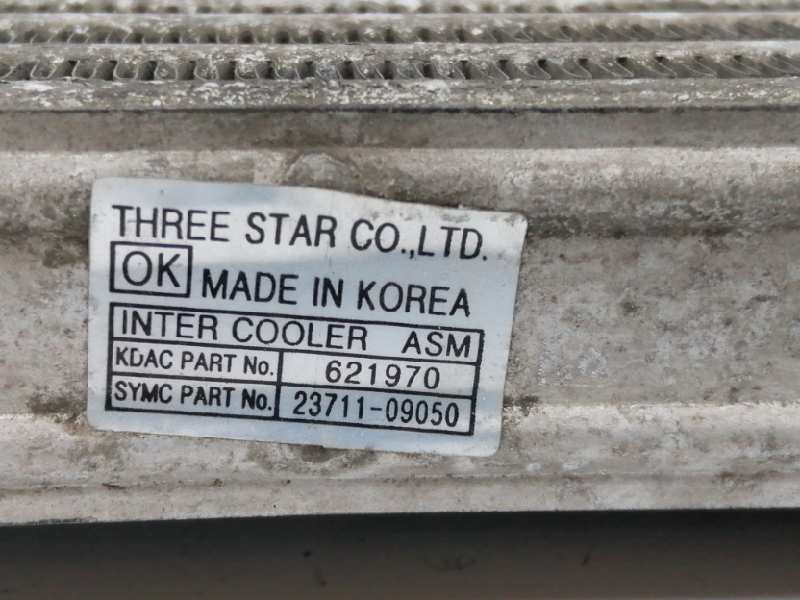 THREE STAR CO.,LTD.
OK MADE IN KOREA
INTER COOLER ASM
KDAC PART No. 621970
SYMC PART No. 23711-09050